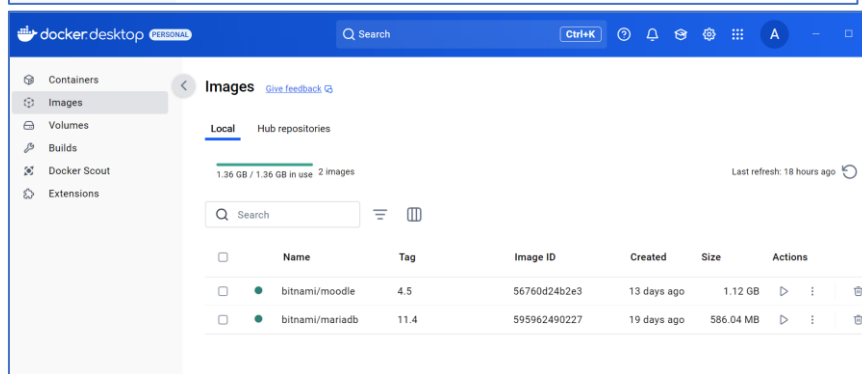 docker.desktop PERSONAL Search Ctrl+K A
Containers
Images
Volumes
Builds
Docker Scout
Extensions
Images Give feedback
Local Hub repositories
1.36 GB / 1.36 GB in use 2 images Last refresh: 18 hours ago
Search
Name Tag Image ID Created Size Actions
bitnami/moodle 4.5 56760d24b2e3 13 days ago 1.12 GB
bitnami/mariadb 11.4 595962490227 19 days ago 586.04 MB